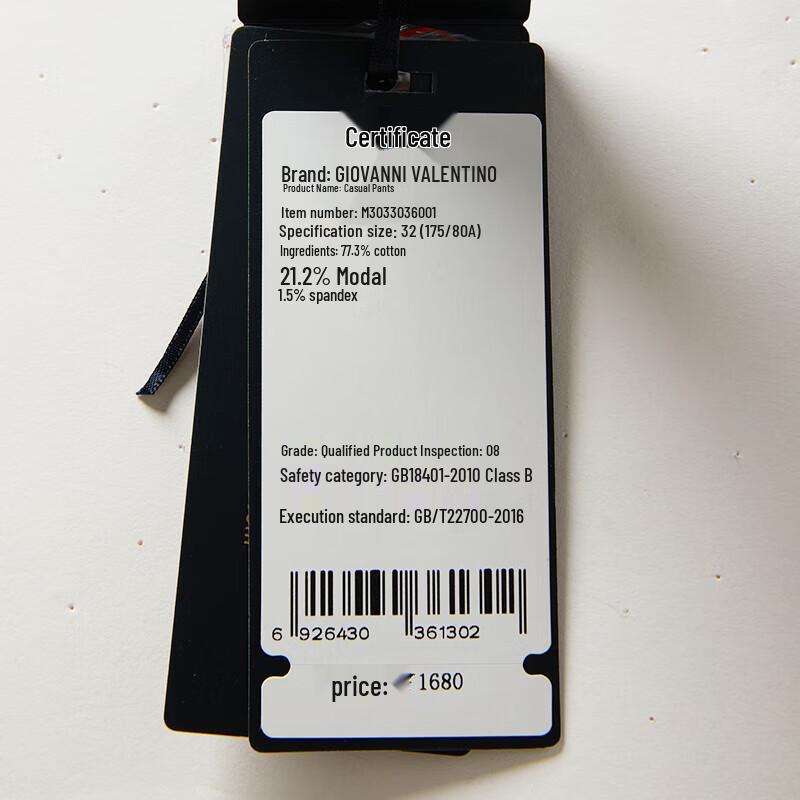 Certificate
Brand: GIOVANNI VALENTINO
Product Name: Casual Pants
Item number: M3033036001
Specification size: 32 (175/80A)
Ingredients: 77.3% cotton
21.2% Modal
1.5% spandex
Grade: Qualified Product Inspection: 08
Safety category: GB18401-2010 Class B
Execution standard: GB/T22700-2016
6 926430 361302
price: 1680